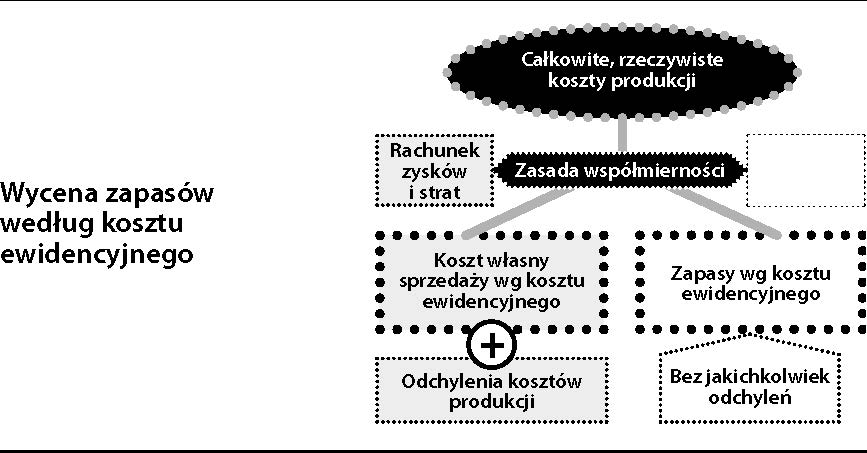 Całkowite, rzeczywiste
koszty produkcji
Rachunek
zysków
i strat
Zasada współmierności
Wycena zapasów
według kosztu
ewidencyjnego
Koszt własny
sprzedaży wg kosztu
ewidencyjnego
Zapasy wg kosztu
ewidencyjnego
+
Odchylenia kosztów
produkcji
Bez jakichkolwiek
odchyleń